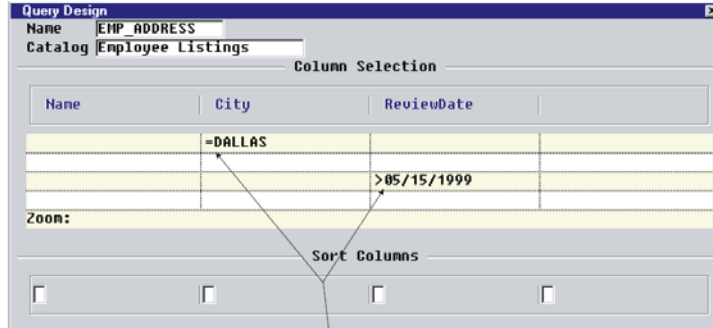 Query Design
Name EMP_ADDRESS
Catalog Employee Listings
Column Selection
Name City ReviewDate
=DALLAS
>05/15/1999
Zoom:
Sort Columns